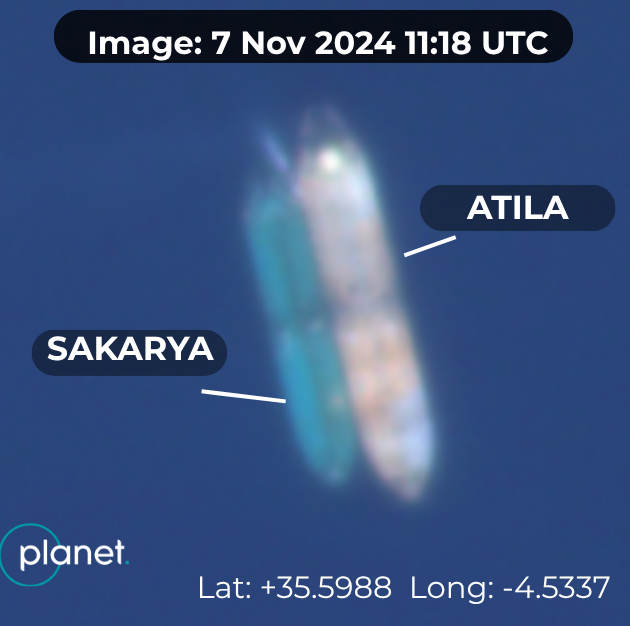 Image: 7 Nov 2024 11:18 UTC
ATILA
SAKARYA
planet.
Lat: +35.5988 Long: -4.5337